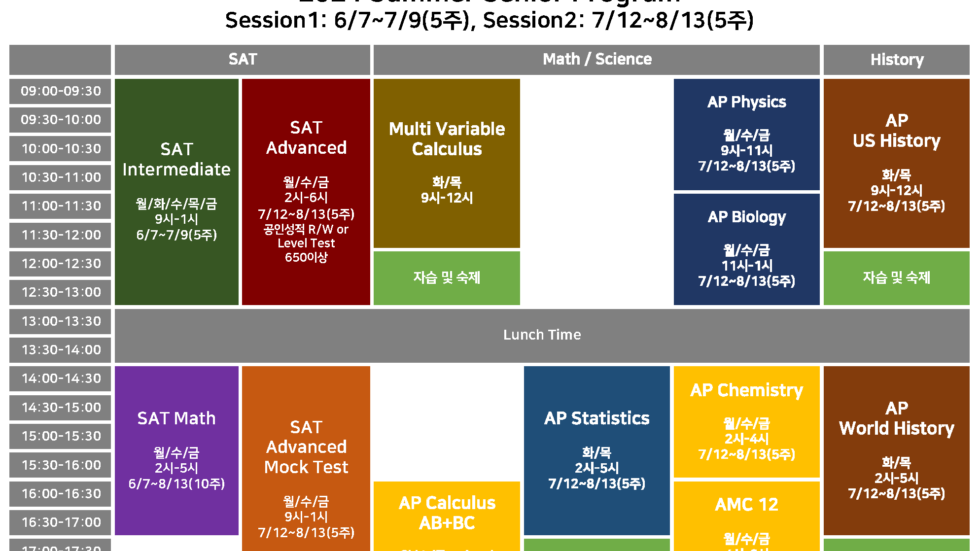 Session1: 6/7~7/9(5주), Session2: 7/12~8/13(5주)
SAT
Math / Science
History
09:00-09:30
09:30-10:00
10:00-10:30
10:30-11:00
11:00-11:30
11:30-12:00
12:00-12:30
12:30-13:00
SAT
Intermediate
월/화/수/목/금
9시-1시
6/7~7/9(5주)
SAT
Advanced
월/수/금
2시-6시
7/12~8/13(5주)
공인성적 R/W or
Level Test
650이상
Multi Variable
Calculus
화/목
9시-12시
자습 및 숙제
AP Physics
월/수/금
9시-11시
7/12~8/13(5주)
AP Biology
월/수/금
11시-1시
7/12~8/13(5주)
AP
US History
화/목
9시-12시
7/12~8/13(5주)
자습 및 숙제
13:00-13:30
13:30-14:00
Lunch Time
14:00-14:30
14:30-15:00
15:00-15:30
15:30-16:00
16:00-16:30
16:30-17:00
17:00-17:30
SAT Math
월/수/금
2시-5시
6/7~8/13(10주)
SAT
Advanced
Mock Test
월/수/금
9시-1시
7/12~8/13(5주)
AP Calculus
AB+BC
AP Statistics
화/목
2시-5시
7/12~8/13(5주)
AP Chemistry
월/수/금
2시-4시
7/12~8/13(5주)
AMC 12
월/수/금
AP
World History
화/목
2시-5시
7/12~8/13(5주)